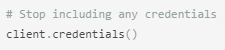 # Stop including any credentials
client.credentials()